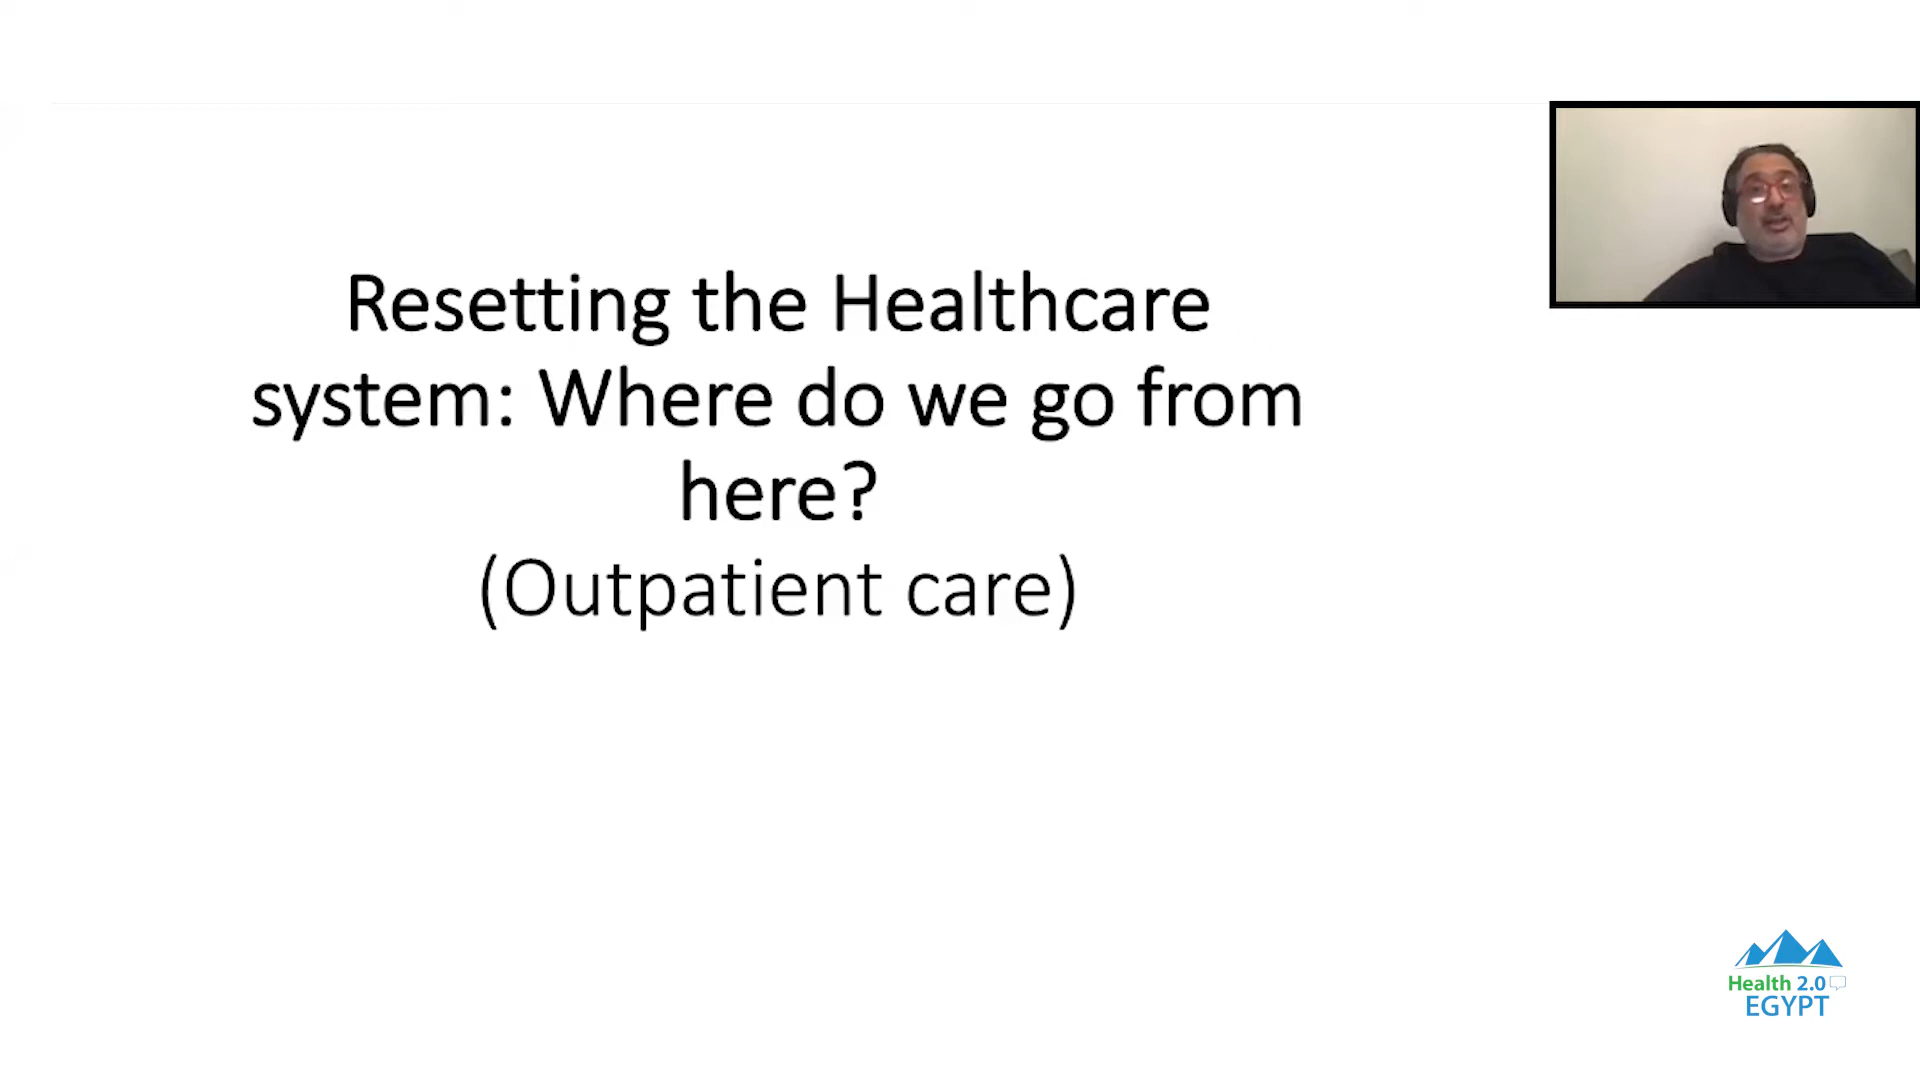 Resetting the Healthcare
system: Where do we go from
here?
(Outpatient care)
Health 2.0
EGYPT